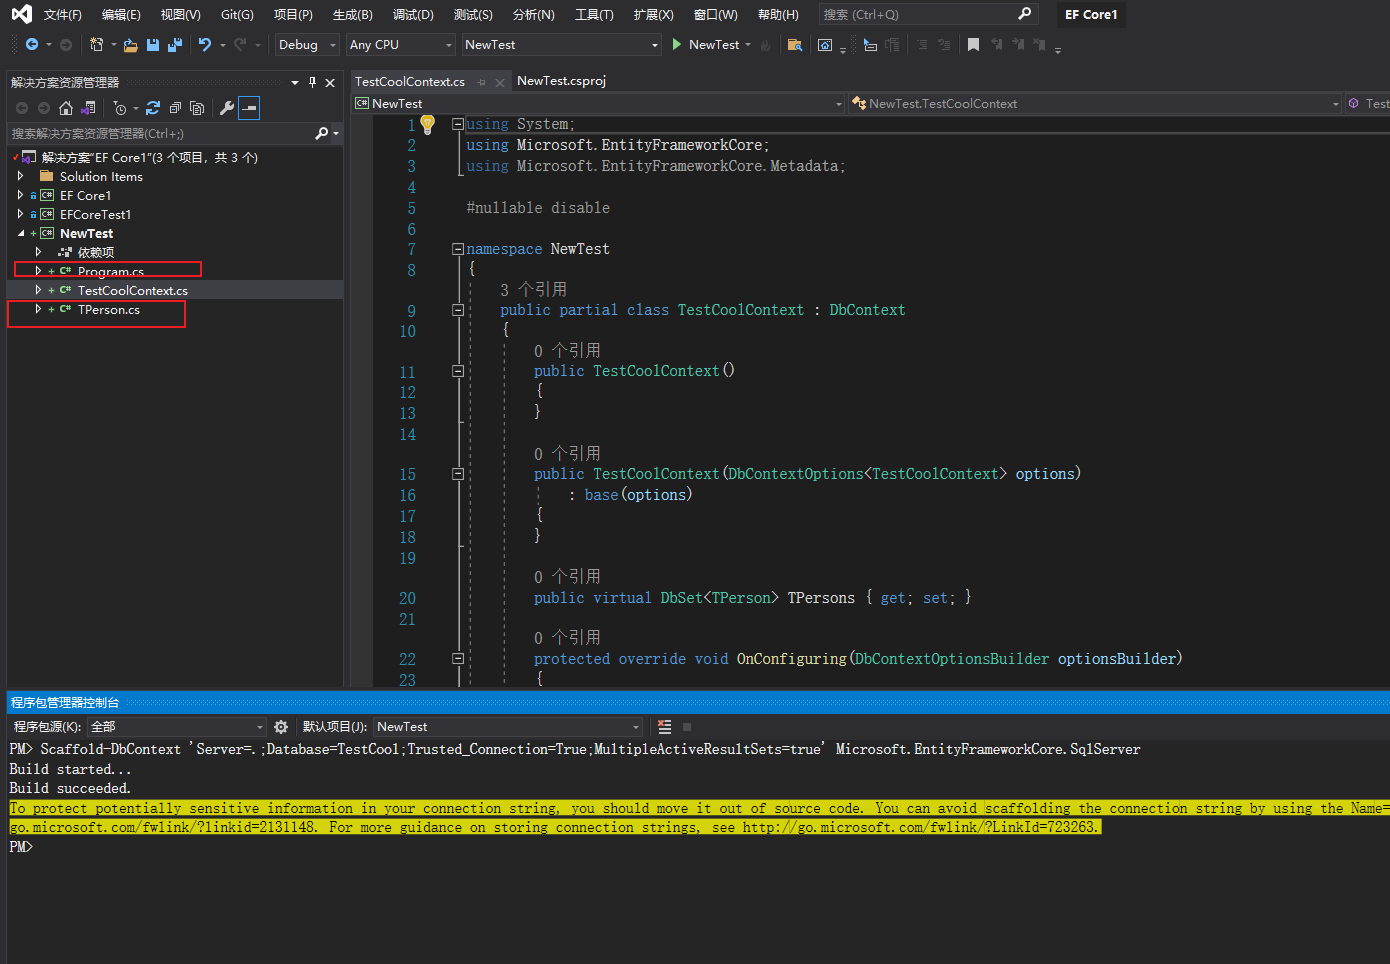 文件(F) 编辑(E) 视图(V) Git(G) 项目(P) 生成(B) 调试(D) 测试(S) 分析(N) 工具(T) 扩展(X) 窗口(W) 帮助(H) 搜索 (Ctrl+Q) EF Core1
Debug Any CPU NewTest NewTest
解决方案资源管理器
搜索解决方案资源管理器(Ctrl+;)
解决方案"EF Core1"(3 个项目，共 3 个)
Solution Items
C# EF Core1
C# EFCoreTest1
C# NewTest
依赖项
C# Program.cs
C# TestCoolContext.cs
C# TPerson.cs
TestCoolContext.cs NewTest.csproj
C# NewTest NewTest.TestCoolContext Test
1 using System;
2 using Microsoft.EntityFrameworkCore;
3 using Microsoft.EntityFrameworkCore.Metadata;
4
5 #nullable disable
6
7 namespace NewTest
8 {
3 个引用
9 public partial class TestCoolContext : DbContext
10 {
0 个引用
11 public TestCoolContext()
12 {
13 }
14
0 个引用
15 public TestCoolContext(DbContextOptions<TestCoolContext> options)
16 : base(options)
17 {
18 }
19
0 个引用
20 public virtual DbSet<TPerson> TPersons { get; set; }
21
0 个引用
22 protected override void OnConfiguring(DbContextOptionsBuilder optionsBuilder)
23 {
程序包管理器控制台
程序包源(K): 全部 默认项目(J): NewTest
PM> Scaffold-DbContext 'Server=.;Database=TestCool;Trusted_Connection=True;MultipleActiveResultSets=true' Microsoft.EntityFrameworkCore.SqlServer
Build started...
Build succeeded.
To protect potentially sensitive information in your connection string, you should move it out of source code. You can avoid scaffolding the connection string by using the Name=
go.microsoft.com/fwlink/?linkid=2131148. For more guidance on storing connection strings, see http://go.microsoft.com/fwlink/?LinkId=723263.
PM>